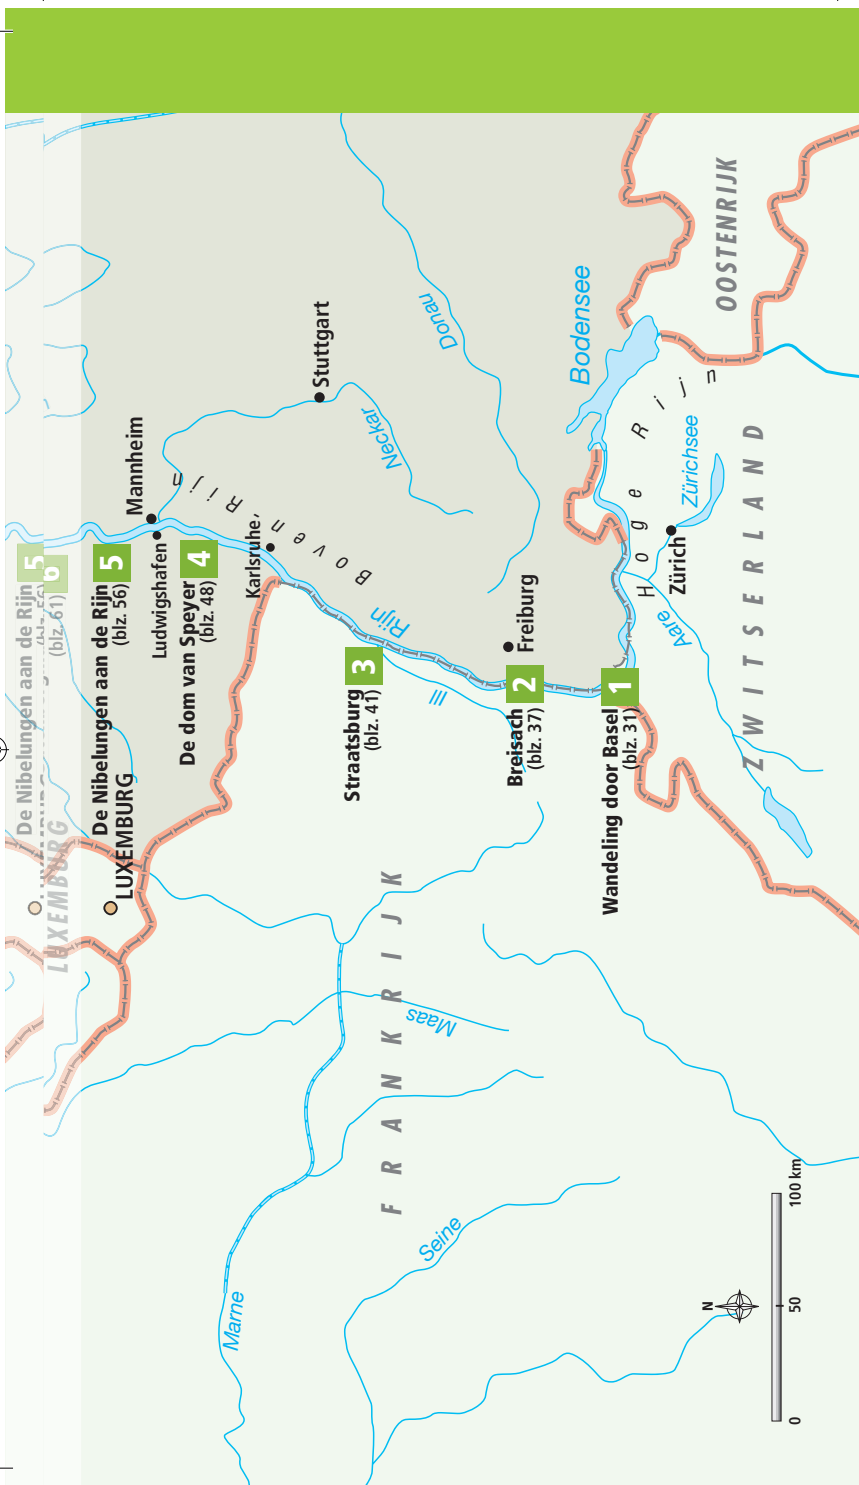 OOSTENRIJK
Bodensee
Donau
Stuttgart
Neckar
Mannheim
Ludwigshafen
Karlsruhe
Boven Rijn
Hoge Rijn
Zürichsee
Zürich
ZWITSERLAND
Aare
Rijn
Ill
Freiburg
5
De Nibelungen aan de Rijn
6
(blz. 61)
5
De Nibelungen aan de Rijn
(blz. 56)
4
De dom van Speyer
(blz. 48)
3
Straatsburg
(blz. 41)
2
Breisach
(blz. 37)
1
Wandeling door Basel
(blz. 31)
LUXEMBURG
LUXEMBURG
FRANKRIJK
Maas
Marne
Seine
N
0
50
100 km